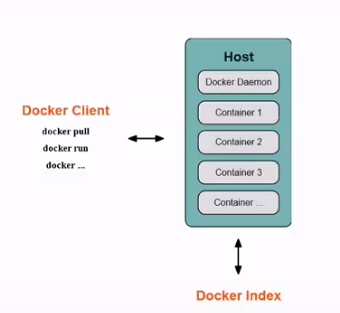 Docker Client
docker pull
docker run
docker ...
Host
Docker Daemon
Container 1
Container 2
Container 3
Container ...
Docker Index